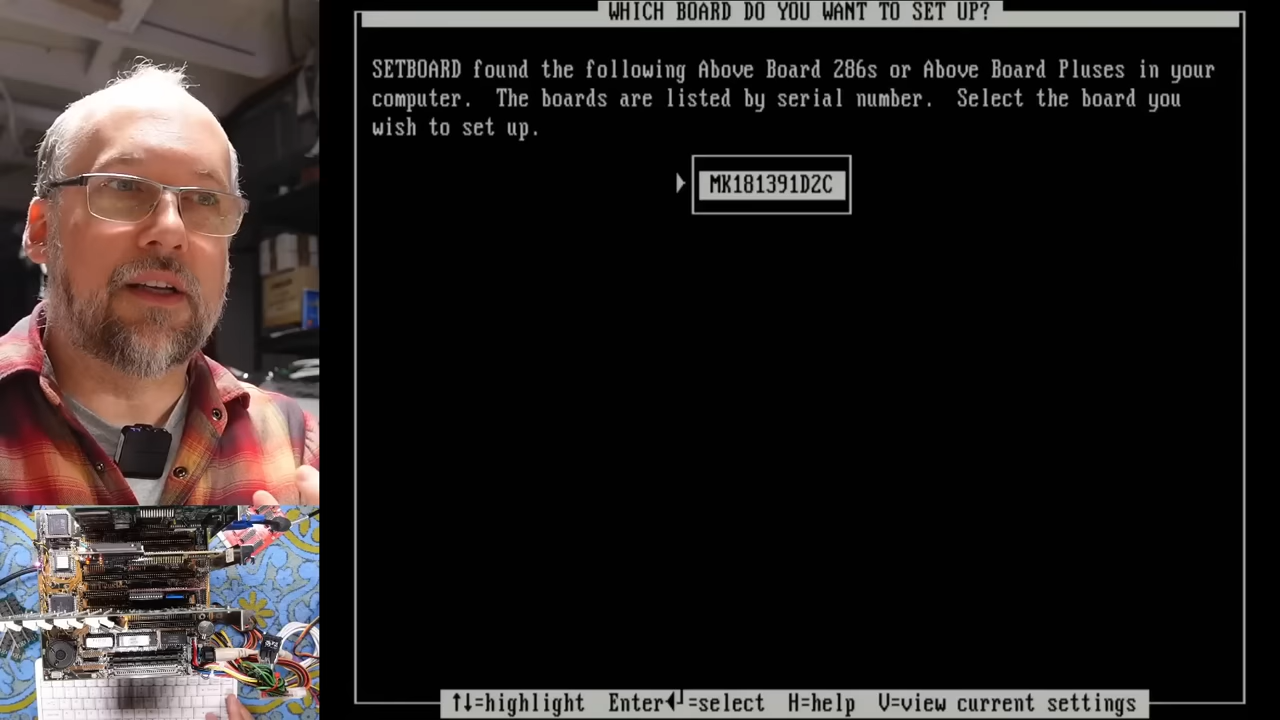 WHICH BOARD DO YOU WANT TO SET UP?
SETBOARD found the following Above Board 286s or Above Board Pluses in your
computer. The boards are listed by serial number. Select the board you
wish to set up.
MK181391D2C
↑↓=highlight Enter↵=select H=help V=view current settings